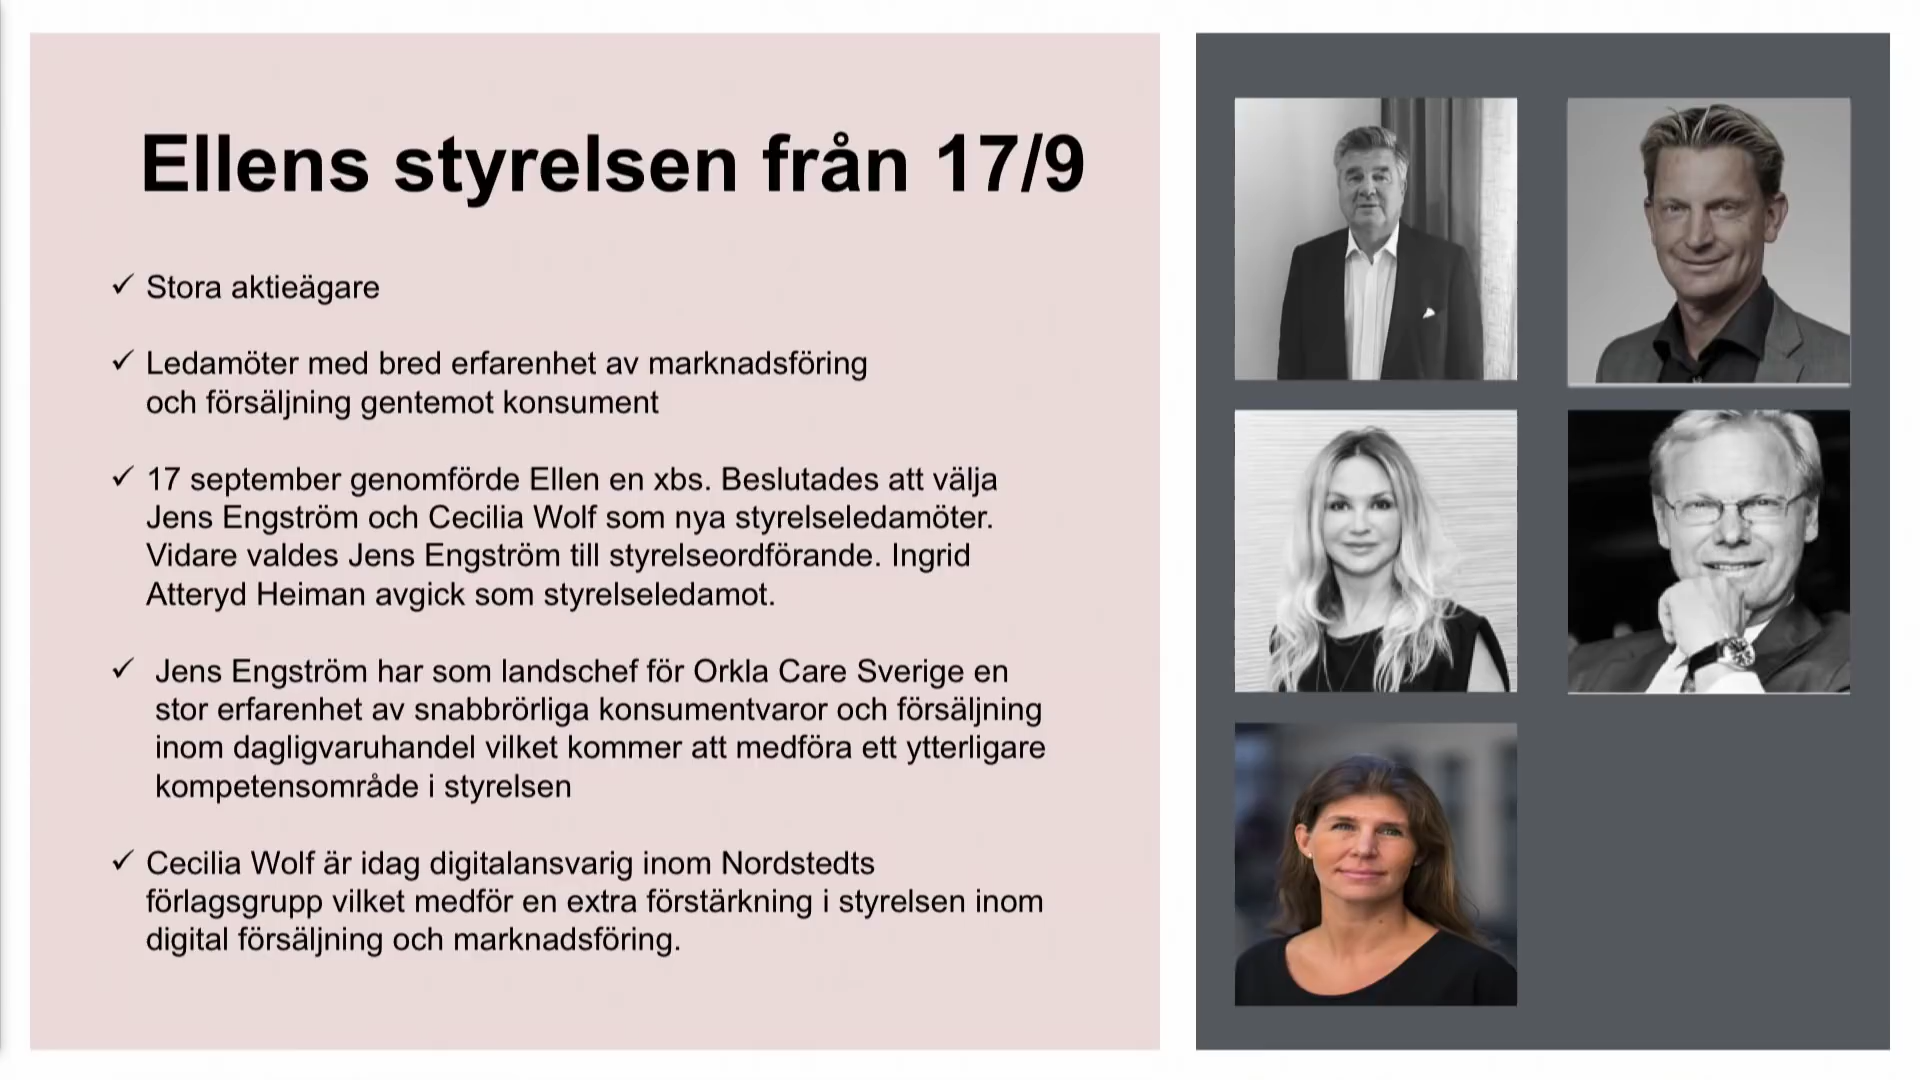 Ellens styrelsen från 17/9
✓ Stora aktieägare
✓ Ledamöter med bred erfarenhet av marknadsföring
och försäljning gentemot konsument
✓ 17 september genomförde Ellen en xbs. Beslutades att välja
Jens Engström och Cecilia Wolf som nya styrelseledamöter.
Vidare valdes Jens Engström till styrelseordförande. Ingrid
Atteryd Heiman avgick som styrelseledamot.
✓ Jens Engström har som landschef för Orkla Care Sverige en
stor erfarenhet av snabbrörliga konsumentvaror och försäljning
inom dagligvaruhandel vilket kommer att medföra ett ytterligare
kompetensområde i styrelsen
✓ Cecilia Wolf är idag digitalansvarig inom Nordstedts
förlagsgrupp vilket medför en extra förstärkning i styrelsen inom
digital försäljning och marknadsföring.